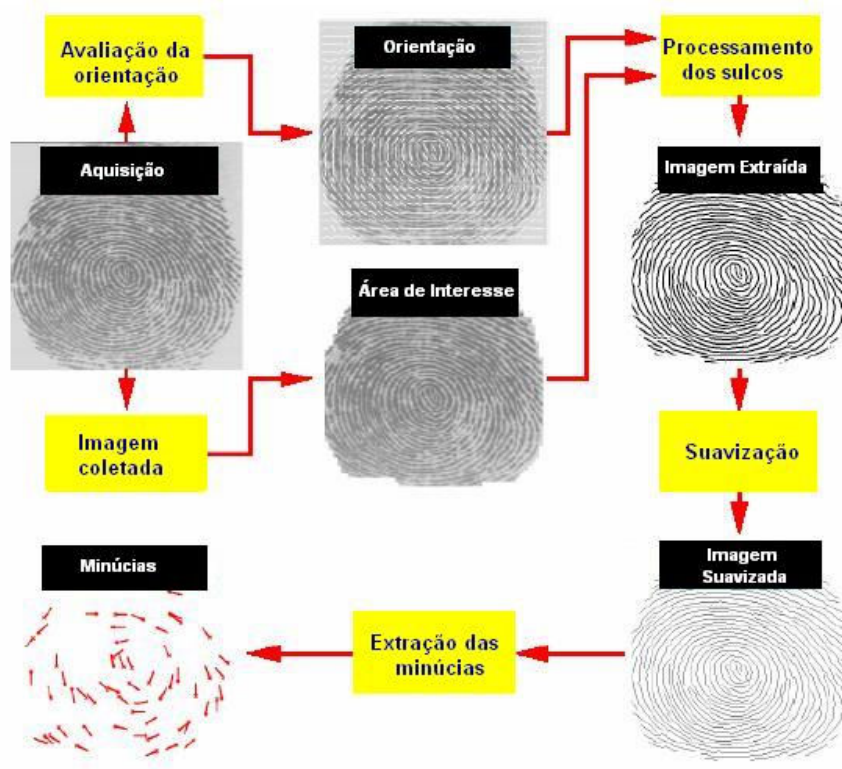 Avaliação da
orientação
Orientação
Processamento
dos sulcos
Aquisição
Imagem Extraída
Área de Interesse
Imagem
coletada
Suavização
Minúcias
Imagem
Suavizada
Extração das
minúcias